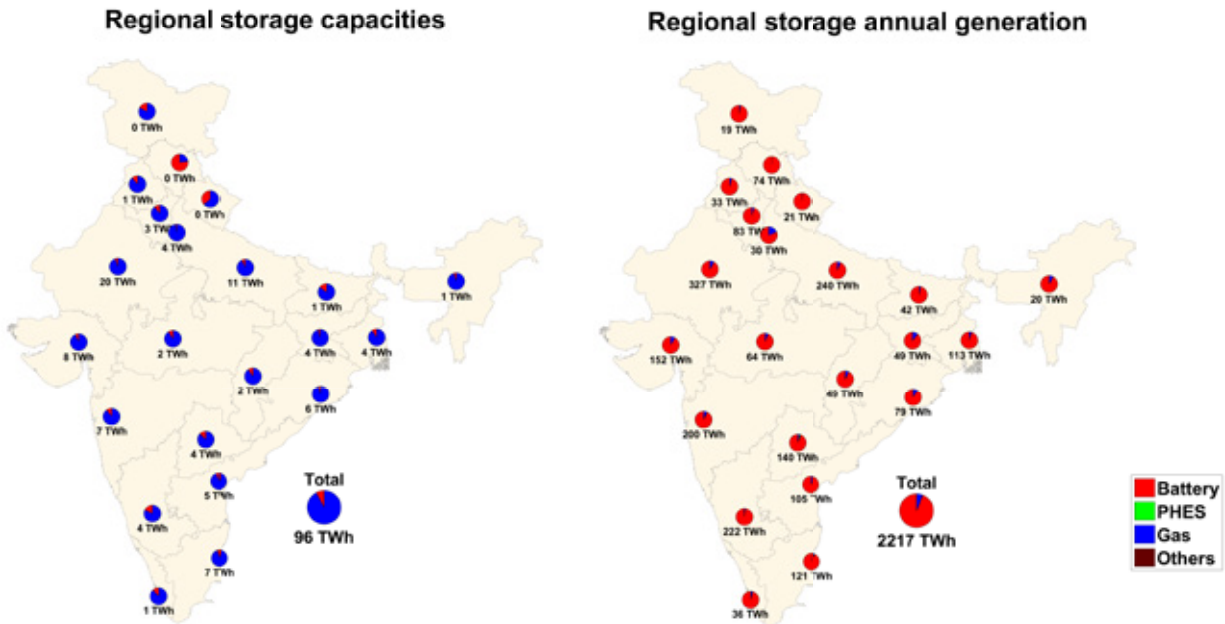 Regional storage capacities
0 TWh
0 TWh
1 TWh
0 TWh
3 TWh
4 TWh
20 TWh
11 TWh
1 TWh
1 TWh
8 TWh
2 TWh
4 TWh
4 TWh
2 TWh
6 TWh
7 TWh
4 TWh
5 TWh
4 TWh
7 TWh
1 TWh
Total
96 TWh
Regional storage annual generation
19 TWh
74 TWh
33 TWh
21 TWh
83 TWh
30 TWh
327 TWh
240 TWh
42 TWh
20 TWh
152 TWh
64 TWh
49 TWh
113 TWh
49 TWh
79 TWh
200 TWh
140 TWh
105 TWh
222 TWh
121 TWh
36 TWh
Total
2217 TWh
Battery
PHES
Gas
Others